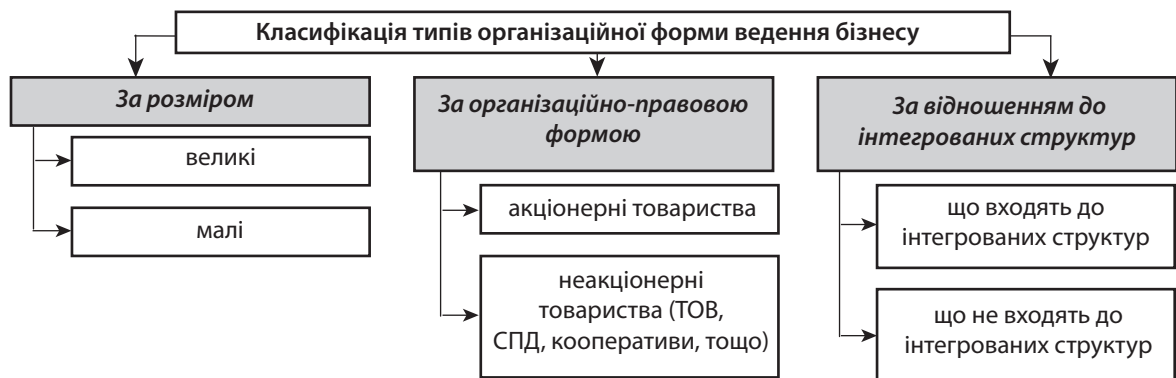 Класифікація типів організаційної форми ведення бізнесу
За розміром
великі
малі
За організаційно-правовою
формою
акціонерні товариства
неакціонерні
товариства (ТОВ,
СПД, кооперативи, тощо)
За відношенням до
інтегрованих структур
що входять до
інтегрованих структур
що не входять до
інтегрованих структур